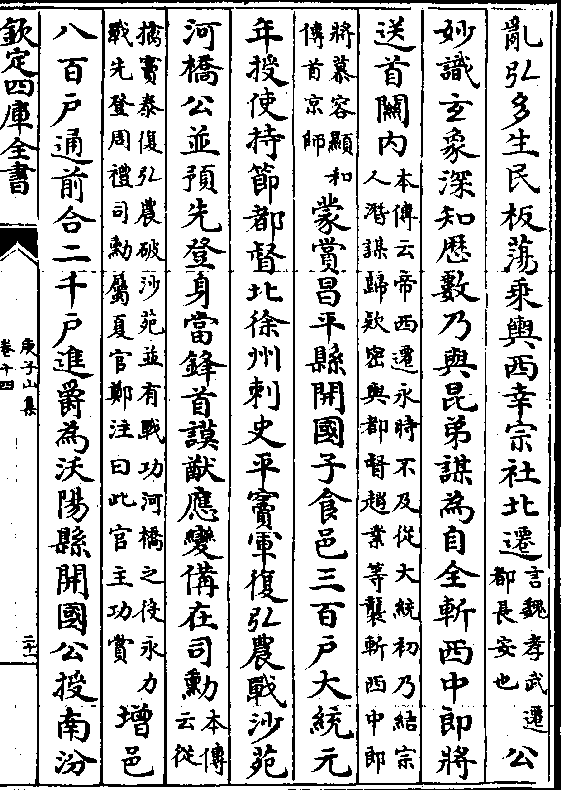 亂弘多生民板蕩乘輿西幸宗社北遷言魏孝武遷都長安也公
妙識玄象深知歷數乃與昆弟謀為自全斬西中郎將
送首關内本傳云帝西遷永時不及從大統初乃結宗人潛謀歸欵密與都督趙業等襲斬西中郎
將慕容顯和傳首京師蒙賞昌平縣開國子食邑三百戶大統元
年授使持節都督北徐州刺史平竇軍復弘農戰沙苑
河橋公並預先登身當鋒首謨猷應變備在司勳本傳云從
擒竇泰復弘農破沙苑並有戰功河橋之役永力戰先登周禮司勳屬夏官鄭注曰此官主功賞增邑
八百戶通前合二千戶進爵為沃陽縣開國公授南汾
欽定四庫全書
庾子山集
卷十四
二十一